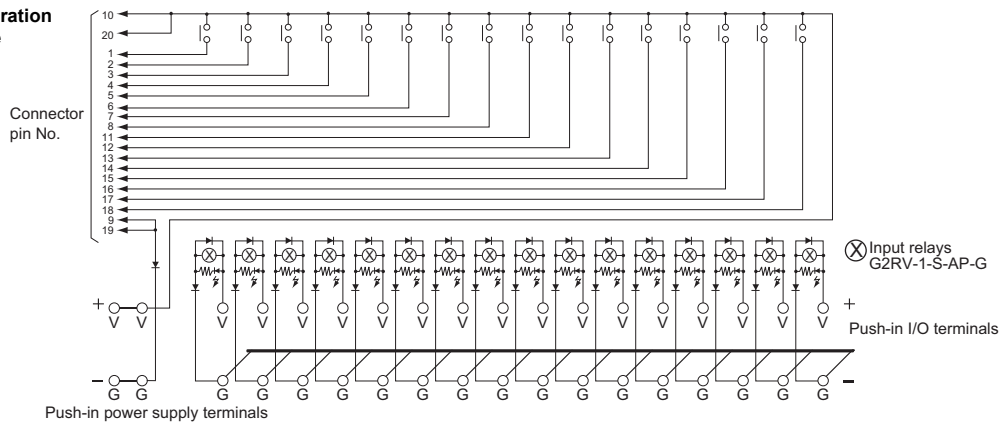 ration
10
20
1
2
3
4
5
6
7
8
11
12
13
14
15
16
17
18
9
19
Connector
pin No.
Input relays
G2RV-1-S-AP-G
+
V V V V V V V V V V V V V V V V V V
+
Push-in I/O terminals
−
G G G G G G G G G G G G G G G G G G
−
Push-in power supply terminals